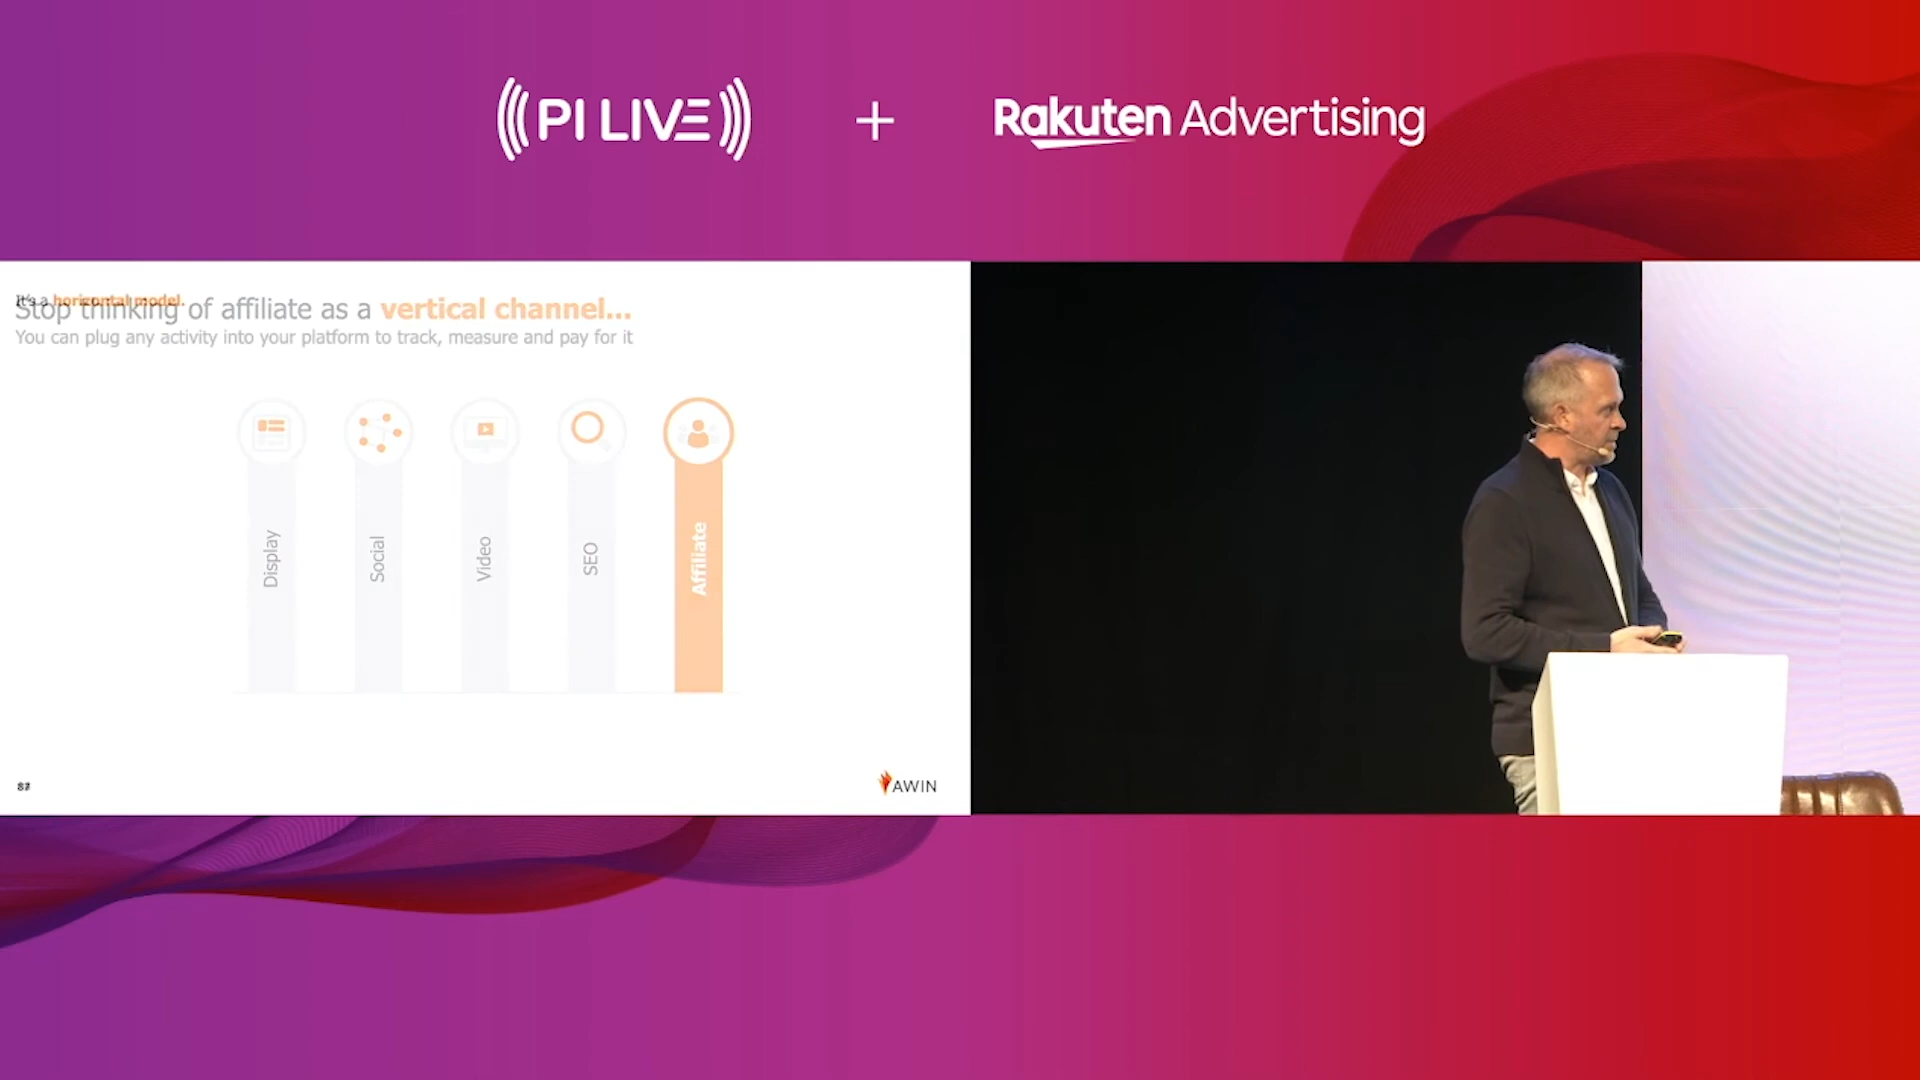 PI LIVE
+
Rakuten Advertising
It's a horizontal model.
Stop thinking of affiliate as a vertical channel...
You can plug any activity into your platform to track, measure and pay for it
Display
Social
Video
SEO
Affiliate
AWIN